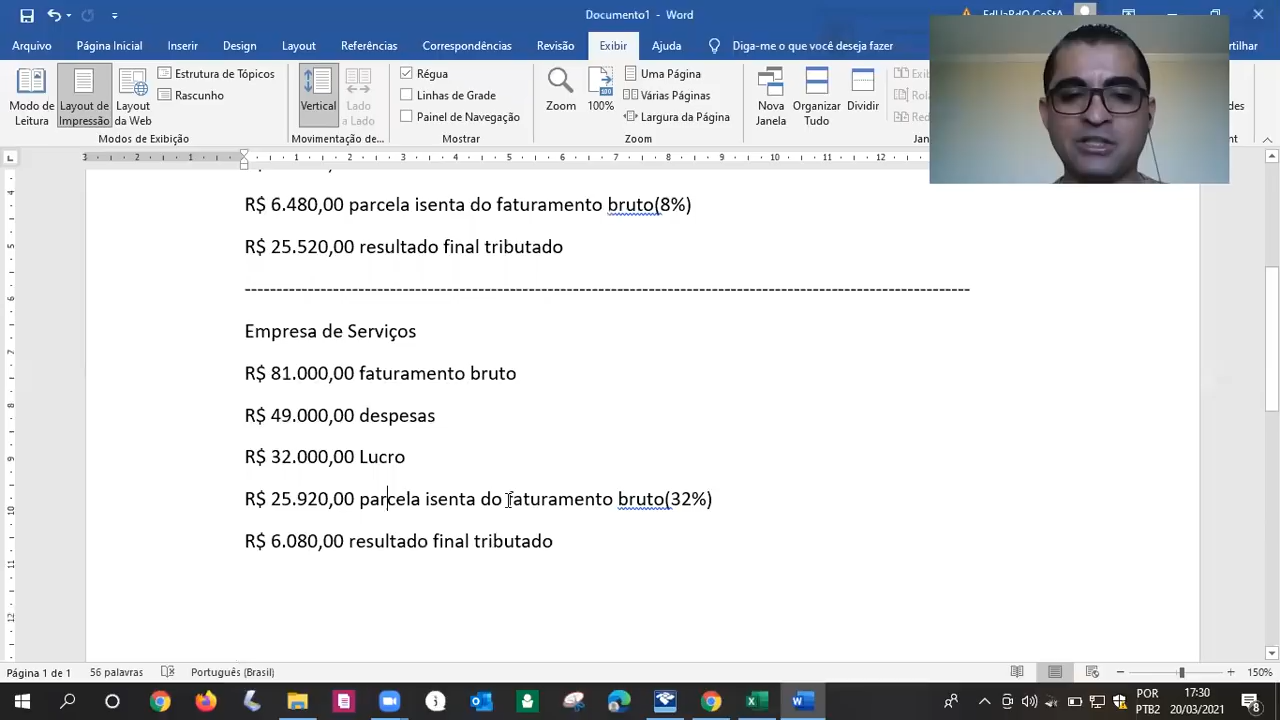 Documento1 - Word
Arquivo Página Inicial Inserir Design Layout Referências Correspondências Revisão Exibir Ajuda Diga-me o que você deseja fazer
Modo de Leitura
Layout de Impressão
Layout da Web
Estrutura de Tópicos
Rascunho
Modos de Exibição
Vertical
Lado a Lado
Movimentação de...
Régua
Linhas de Grade
Painel de Navegação
Mostrar
Zoom
100%
Uma Página
Várias Páginas
Largura da Página
Zoom
Nova Janela
Organizar Tudo
Dividir
R$ 6.480,00 parcela isenta do faturamento bruto(8%)
R$ 25.520,00 resultado final tributado
--------------------------------------------------------------------------------------------------------------------
Empresa de Serviços
R$ 81.000,00 faturamento bruto
R$ 49.000,00 despesas
R$ 32.000,00 Lucro
R$ 25.920,00 parcela isenta do faturamento bruto(32%)
R$ 6.080,00 resultado final tributado
Página 1 de 1 56 palavras Português (Brasil) 150%
POR 17:30
PTB2 20/03/2021